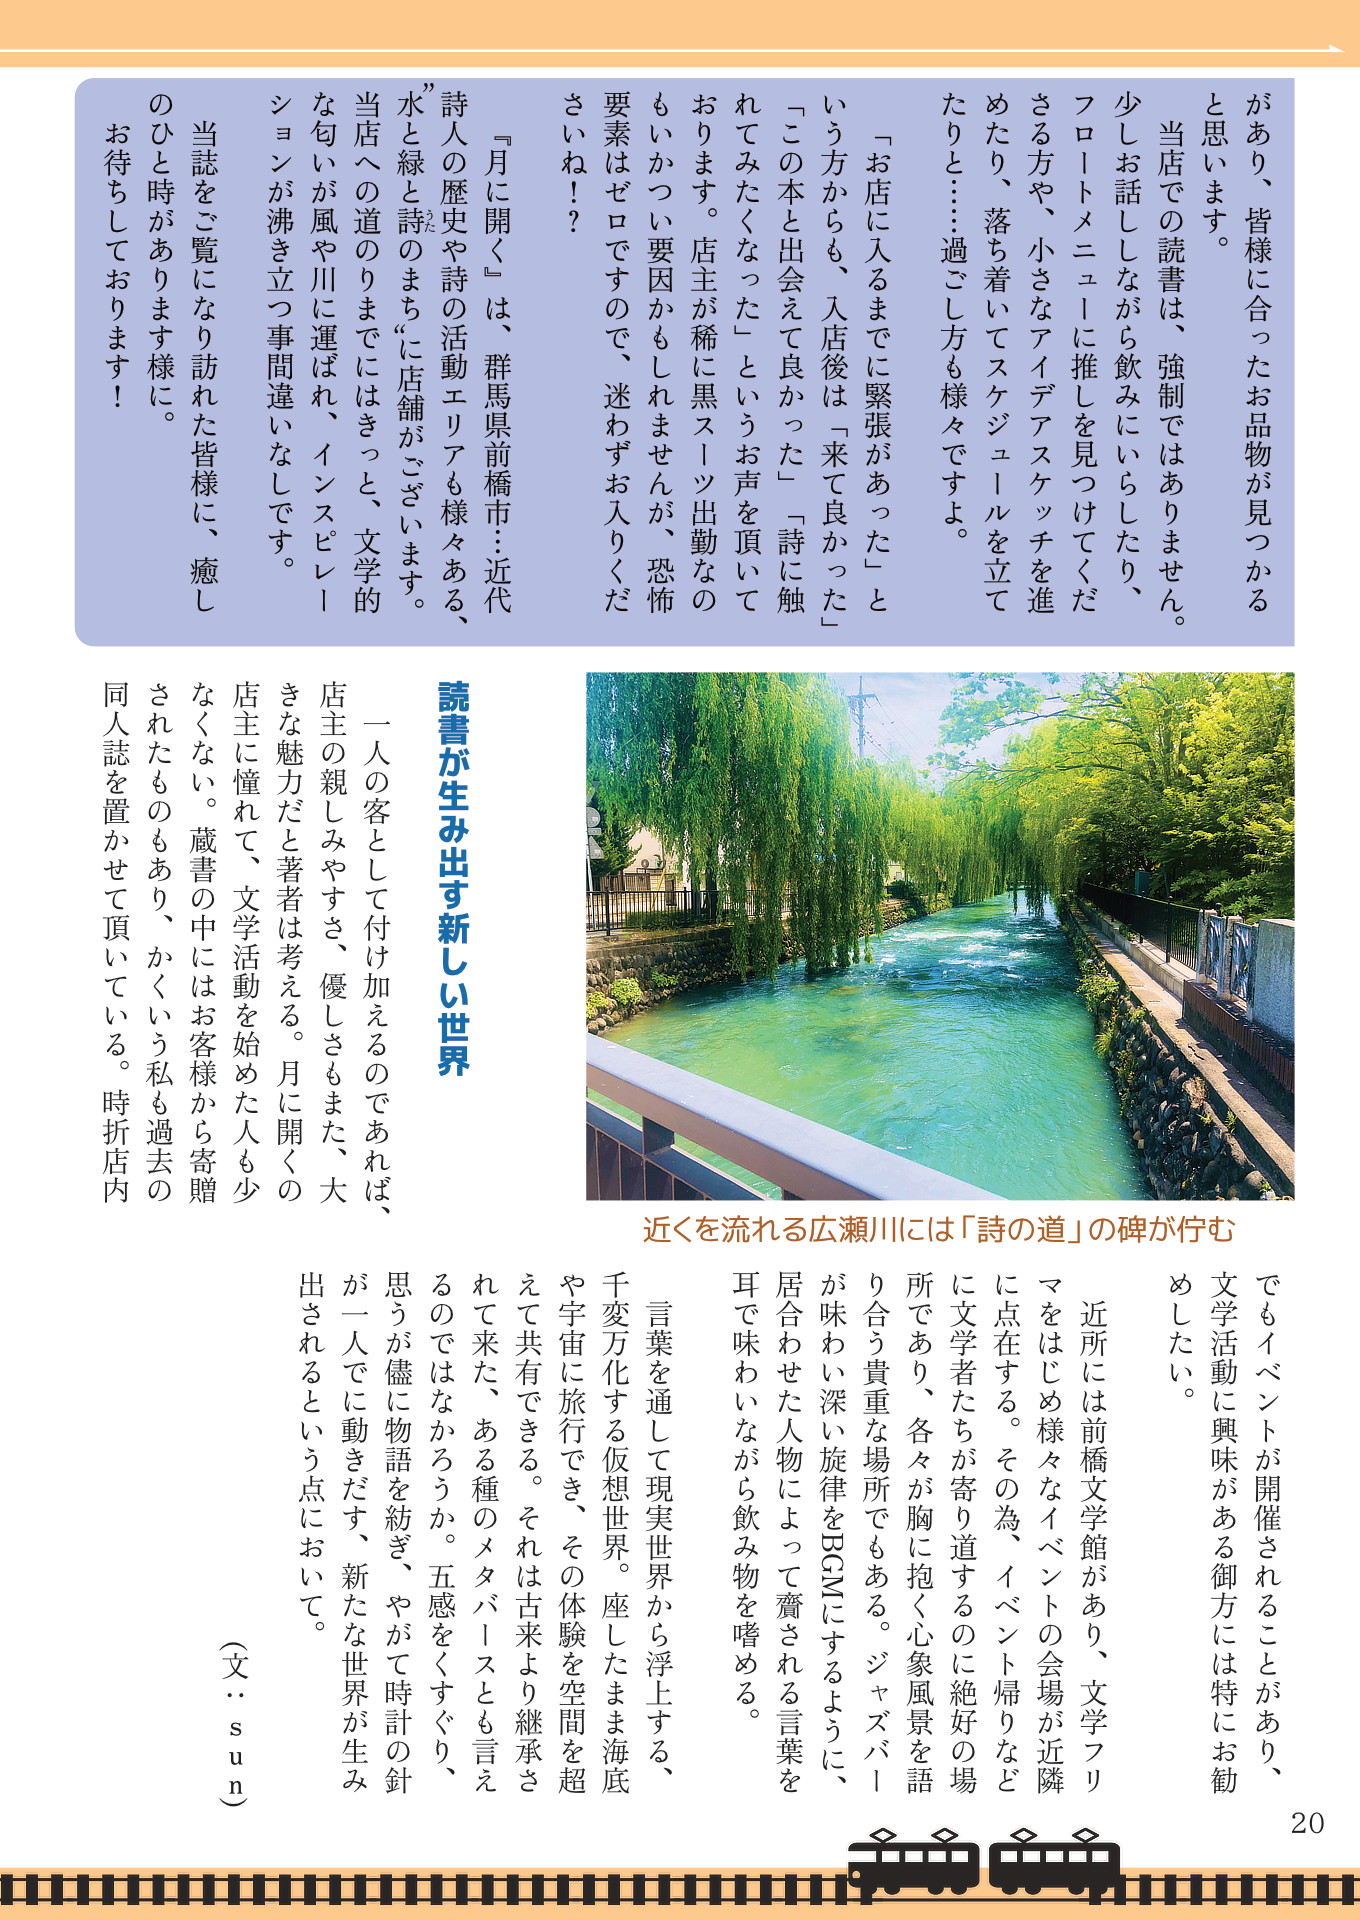 があり、皆様に合ったお品物が見つかる
と思います。
当店での読書は、強制ではありません。
少しお話ししながら飲みにいらしたり、
フロートメニューに推しを見つけてくだ
さる方や、小さなアイデアスケッチを進
めたり、落ち着いてスケジュールを立て
たりと……過ごし方も様々ですよ。
「お店に入るまでに緊張があった」と
いう方からも、入店後は「来て良かった」
「この本と出会えて良かった」「詩に触
れてみたくなった」というお声を頂いて
おります。店主が稀に黒スーツ出勤なの
もいかつい要因かもしれませんが、恐怖
要素はゼロですので、迷わずお入りくだ
さいね！？
『月に開く』は、群馬県前橋市…近代
詩人の歴史や詩の活動エリアも様々ある、
”水と緑と詩のまち“に店舗がございます。
うた
当店への道のりまでにはきっと、文学的
な匂いが風や川に運ばれ、インスピレー
ションが沸き立つ事間違いなしです。
当誌をご覧になり訪れた皆様に、癒し
のひと時があります様に。
お待ちしております！
近くを流れる広瀬川には「詩の道」の碑が佇む
読書が生み出す新しい世界
一人の客として付け加えるのであれば、
店主の親しみやすさ、優しさもまた、大
きな魅力だと著者は考える。月に開くの
店主に憧れて、文学活動を始めた人も少
なくない。蔵書の中にはお客様から寄贈
されたものもあり、かくいう私も過去の
同人誌を置かせて頂いている。時折店内
でもイベントが開催されることがあり、
文学活動に興味がある御方には特にお勧
めしたい。
近所には前橋文学館があり、文学フリ
マをはじめ様々なイベントの会場が近隣
に点在する。その為、イベント帰りなど
に文学者たちが寄り道するのに絶好の場
所であり、各々が胸に抱く心象風景を語
り合う貴重な場所でもある。ジャズバー
が味わい深い旋律をBGMにするように、
居合わせた人物によって齎される言葉を
耳で味わいながら飲み物を嗜める。
言葉を通して現実世界から浮上する、
千変万化する仮想世界。座したまま海底
や宇宙に旅行でき、その体験を空間を超
えて共有できる。それは古来より継承さ
れて来た、ある種のメタバースとも言え
るのではなかろうか。五感をくすぐり、
思うが儘に物語を紡ぎ、やがて時計の針
が一人でに動きだす、新たな世界が生み
出されるという点において。
（文：sun）
20